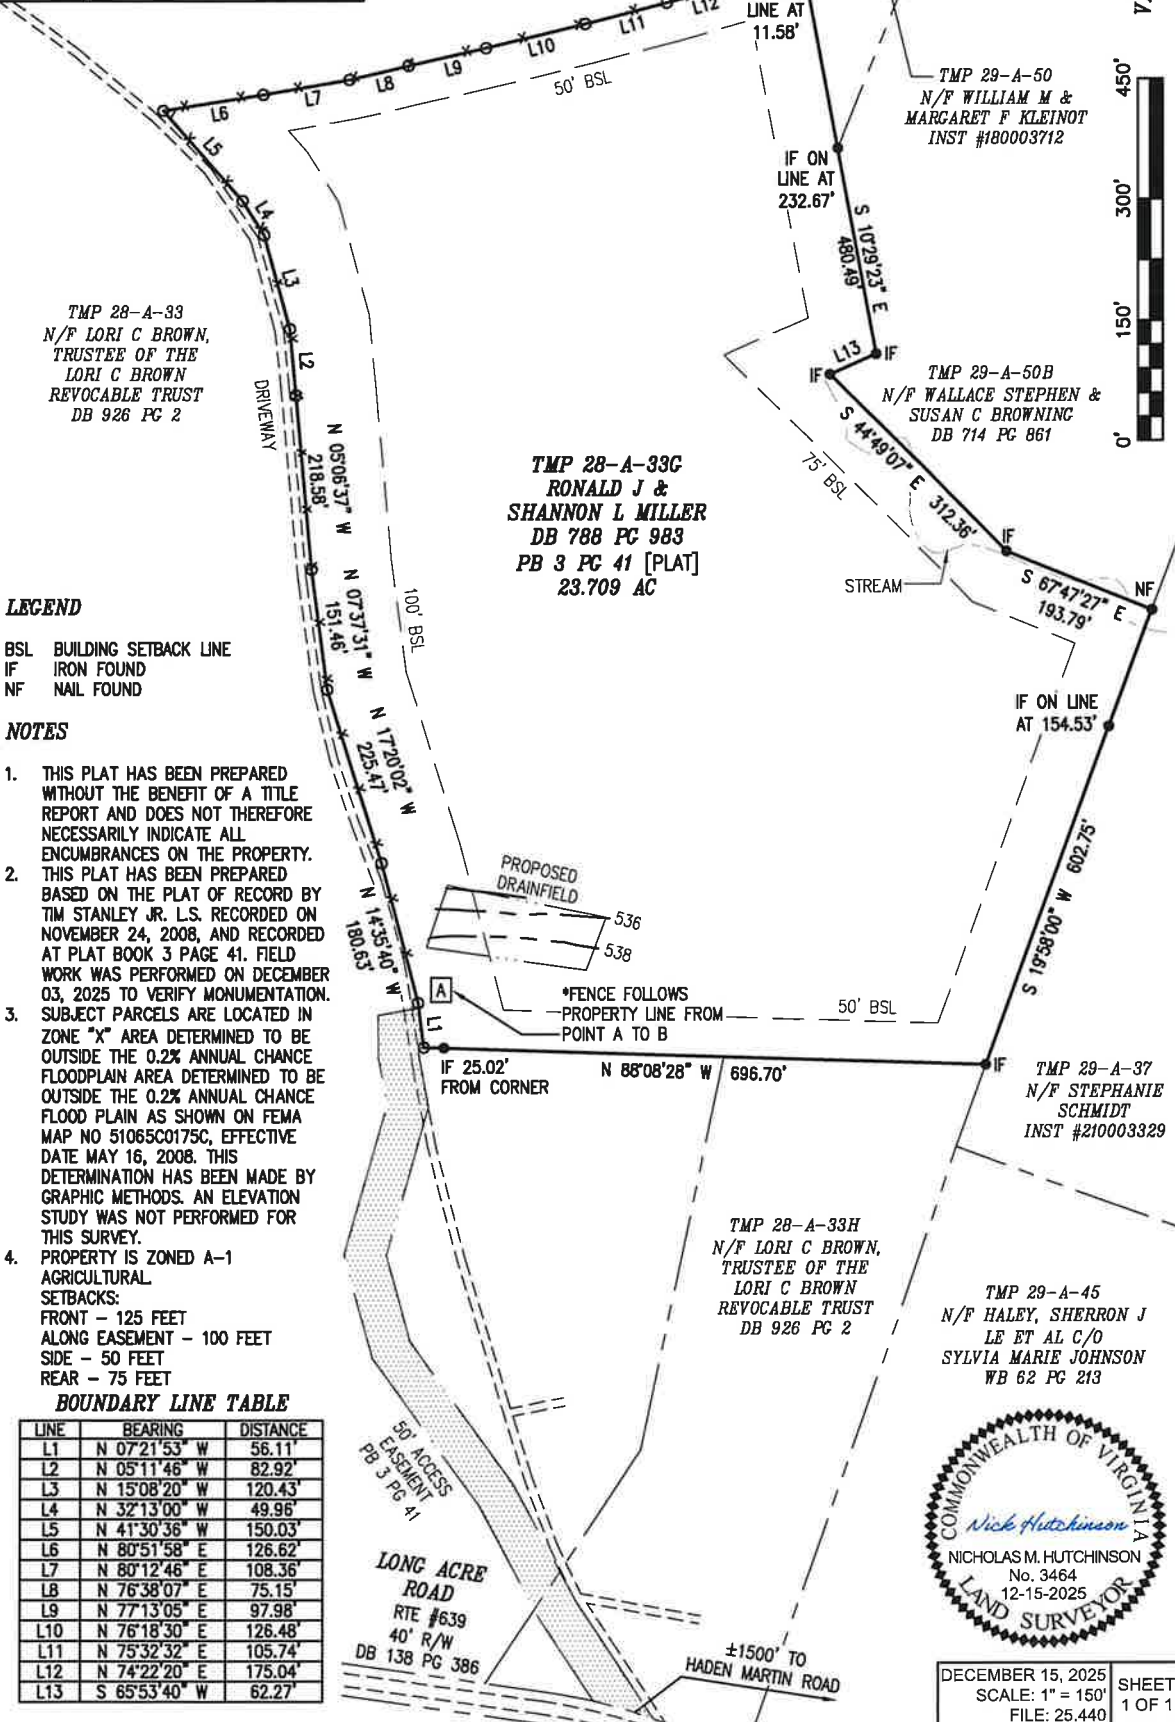 L12
LINE AT
11.58'
L11
L10
L9
L8
L7
L6
L5
L4
L3
L2
50' BSL
TMP 29-A-50
N/F WILLIAM M &
MARGARET F KLEINOT
INST #180003712
450'
300'
150'
0'
IF ON
LINE AT
232.67'
S 10°29'23" E
480.49'
L13
IF
IF
TMP 28-A-33
N/F LORI C BROWN,
TRUSTEE OF THE
LORI C BROWN
REVOCABLE TRUST
DB 926 PG 2
DRIVEWAY
TMP 29-A-50B
N/F WALLACE STEPHEN &
SUSAN C BROWNING
DB 714 PG 861
S 44°49'07" E
312.36'
75' BSL
N 05°06'37" W
218.58'
TMP 28-A-33G
RONALD J &
SHANNON L MILLER
DB 788 PG 983
PB 3 PG 41 [PLAT]
23.709 AC
IF
STREAM
S 67°47'27" E
193.79'
NF
N 07°37'31" W
151.46'
100' BSL
LEGEND
BSL BUILDING SETBACK LINE
IF IRON FOUND
NF NAIL FOUND
IF ON LINE
AT 154.53'
N 17°20'02" W
225.47'
S 19°58'00" W 602.75'
NOTES
1. THIS PLAT HAS BEEN PREPARED
WITHOUT THE BENEFIT OF A TITLE
REPORT AND DOES NOT THEREFORE
NECESSARILY INDICATE ALL
ENCUMBRANCES ON THE PROPERTY.
2. THIS PLAT HAS BEEN PREPARED
BASED ON THE PLAT OF RECORD BY
TIM STANLEY JR. L.S. RECORDED ON
NOVEMBER 24, 2008, AND RECORDED
AT PLAT BOOK 3 PAGE 41. FIELD
WORK WAS PERFORMED ON DECEMBER
03, 2025 TO VERIFY MONUMENTATION.
3. SUBJECT PARCELS ARE LOCATED IN
ZONE "X" AREA DETERMINED TO BE
OUTSIDE THE 0.2% ANNUAL CHANCE
FLOODPLAIN AREA DETERMINED TO BE
OUTSIDE THE 0.2% ANNUAL CHANCE
FLOOD PLAIN AS SHOWN ON FEMA
MAP NO 51065C0175C, EFFECTIVE
DATE MAY 16, 2008. THIS
DETERMINATION HAS BEEN MADE BY
GRAPHIC METHODS. AN ELEVATION
STUDY WAS NOT PERFORMED FOR
THIS SURVEY.
4. PROPERTY IS ZONED A-1
AGRICULTURAL
SETBACKS:
FRONT - 125 FEET
ALONG EASEMENT - 100 FEET
SIDE - 50 FEET
REAR - 75 FEET
PROPOSED
DRAINFIELD
536
538
N 14°35'40" W
180.63'
A
*FENCE FOLLOWS
PROPERTY LINE FROM
POINT A TO B
50' BSL
L1
IF 25.02'
FROM CORNER
N 88°08'28" W 696.70'
IF
TMP 29-A-37
N/F STEPHANIE
SCHMIDT
INST #210003329
TMP 28-A-33H
N/F LORI C BROWN,
TRUSTEE OF THE
LORI C BROWN
REVOCABLE TRUST
DB 926 PG 2
TMP 29-A-45
N/F HALEY, SHERRON J
LE ET AL C/O
SYLVIA MARIE JOHNSON
WB 62 PG 213
BOUNDARY LINE TABLE
LINE BEARING DISTANCE
L1 N 07°21'53" W 56.11'
L2 N 05°11'46" W 82.92'
L3 N 15°08'20" W 120.43'
L4 N 32°13'00" W 49.96'
L5 N 41°30'36" W 150.03'
L6 N 80°51'58" E 126.62'
L7 N 80°12'46" E 108.36'
L8 N 76°38'07" E 75.15'
L9 N 77°13'05" E 97.98'
L10 N 76°18'30" E 126.48'
L11 N 75°32'32" E 105.74'
L12 N 74°22'20" E 175.04'
L13 S 65°53'40" W 62.27'
50' ACCESS
EASEMENT
PB 3 PG 41
LONG ACRE
ROAD
RTE #639
40' R/W
DB 138 PG 386
±1500' TO
HADEN MARTIN ROAD
COMMONWEALTH OF VIRGINIA
Nick Hutchinson
NICHOLAS M. HUTCHINSON
No. 3464
12-15-2025
LAND SURVEYOR
DECEMBER 15, 2025
SCALE: 1" = 150'
FILE: 25.440
SHEET
1 OF 1